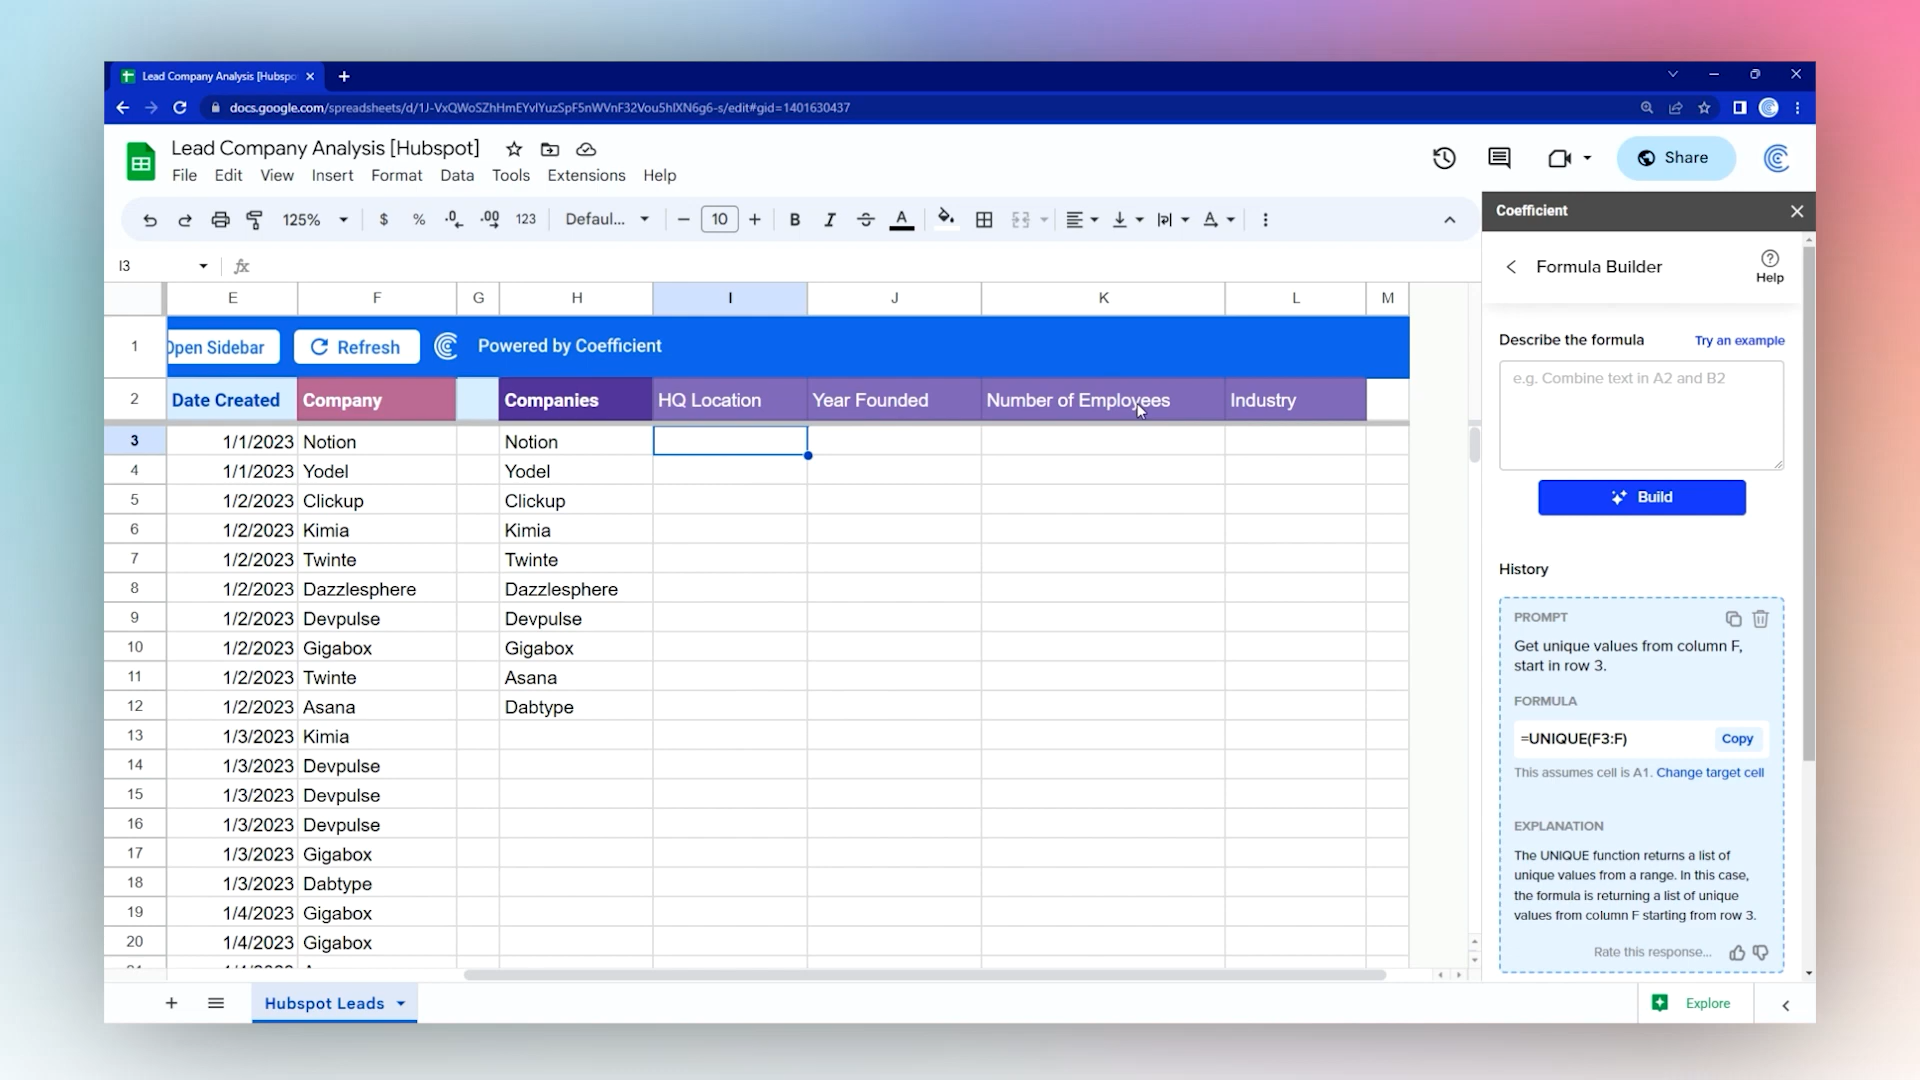 Lead Company Analysis [Hubspo
docs.google.com/spreadsheets/d/1J-VxQWoSZhHmEYvlYuzSpF5nWVnF32Vou5hlXN6g6-s/edit#gid=1401630437
Lead Company Analysis [Hubspot]
File Edit View Insert Format Data Tools Extensions Help
Share
125% $ % .0 .00 123 Defaul... − 10 + B I A
I3 fx
E F G H I J K L M
1 Open Sidebar Refresh Powered by Coefficient
2 Date Created Company Companies HQ Location Year Founded Number of Employees Industry
3 1/1/2023 Notion Notion
4 1/1/2023 Yodel Yodel
5 1/2/2023 Clickup Clickup
6 1/2/2023 Kimia Kimia
7 1/2/2023 Twinte Twinte
8 1/2/2023 Dazzlesphere Dazzlesphere
9 1/2/2023 Devpulse Devpulse
10 1/2/2023 Gigabox Gigabox
11 1/2/2023 Twinte Asana
12 1/2/2023 Asana Dabtype
13 1/3/2023 Kimia
14 1/3/2023 Devpulse
15 1/3/2023 Devpulse
16 1/3/2023 Devpulse
17 1/3/2023 Gigabox
18 1/3/2023 Dabtype
19 1/4/2023 Gigabox
20 1/4/2023 Gigabox
Hubspot Leads
Explore
Coefficient
Formula Builder
Help
Describe the formula Try an example
e.g. Combine text in A2 and B2
Build
History
PROMPT
Get unique values from column F,
start in row 3.
FORMULA
=UNIQUE(F3:F) Copy
This assumes cell is A1. Change target cell
EXPLANATION
The UNIQUE function returns a list of
unique values from a range. In this case,
the formula is returning a list of unique
values from column F starting from row 3.
Rate this response...